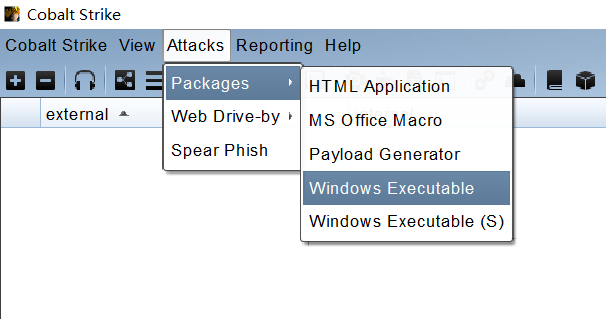 Cobalt Strike
Cobalt Strike View Attacks Reporting Help
Packages
HTML Application
external
Web Drive-by
MS Office Macro
Spear Phish
Payload Generator
Windows Executable
Windows Executable (S)